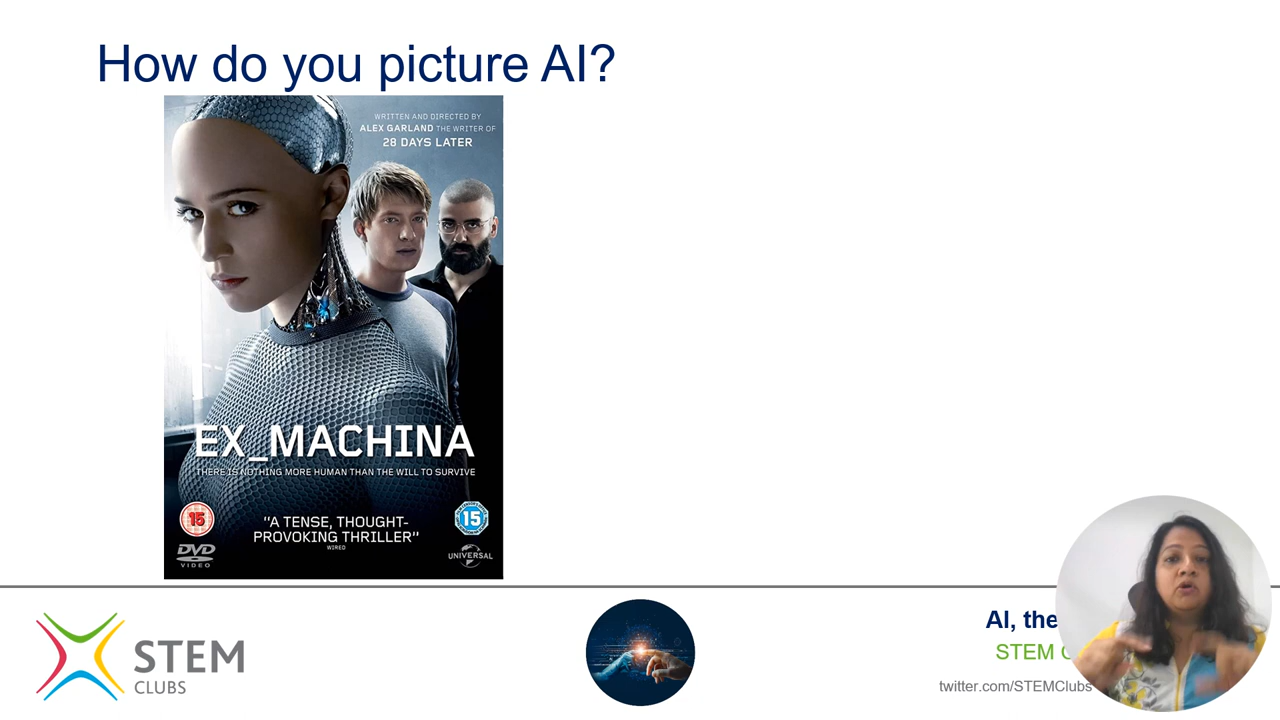 How do you picture AI?
WRITTEN AND DIRECTED BY
ALEX GARLAND THE WRITER OF
28 DAYS LATER
EX_MACHINA
THERE IS NOTHING MORE HUMAN THAN THE WILL TO SURVIVE
15
15
"A TENSE, THOUGHT-
PROVOKING THRILLER"
WIRED
DVD
VIDEO
UNIVERSAL
STEM
CLUBS
AI, the
STEM
twitter.com/STEMClubs